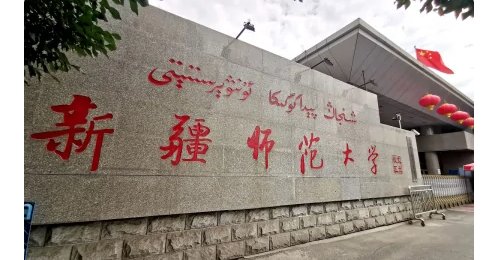 شىنجاڭ پېداگوگىكا ئۇنىۋېرسىتېتى
新疆师范大学